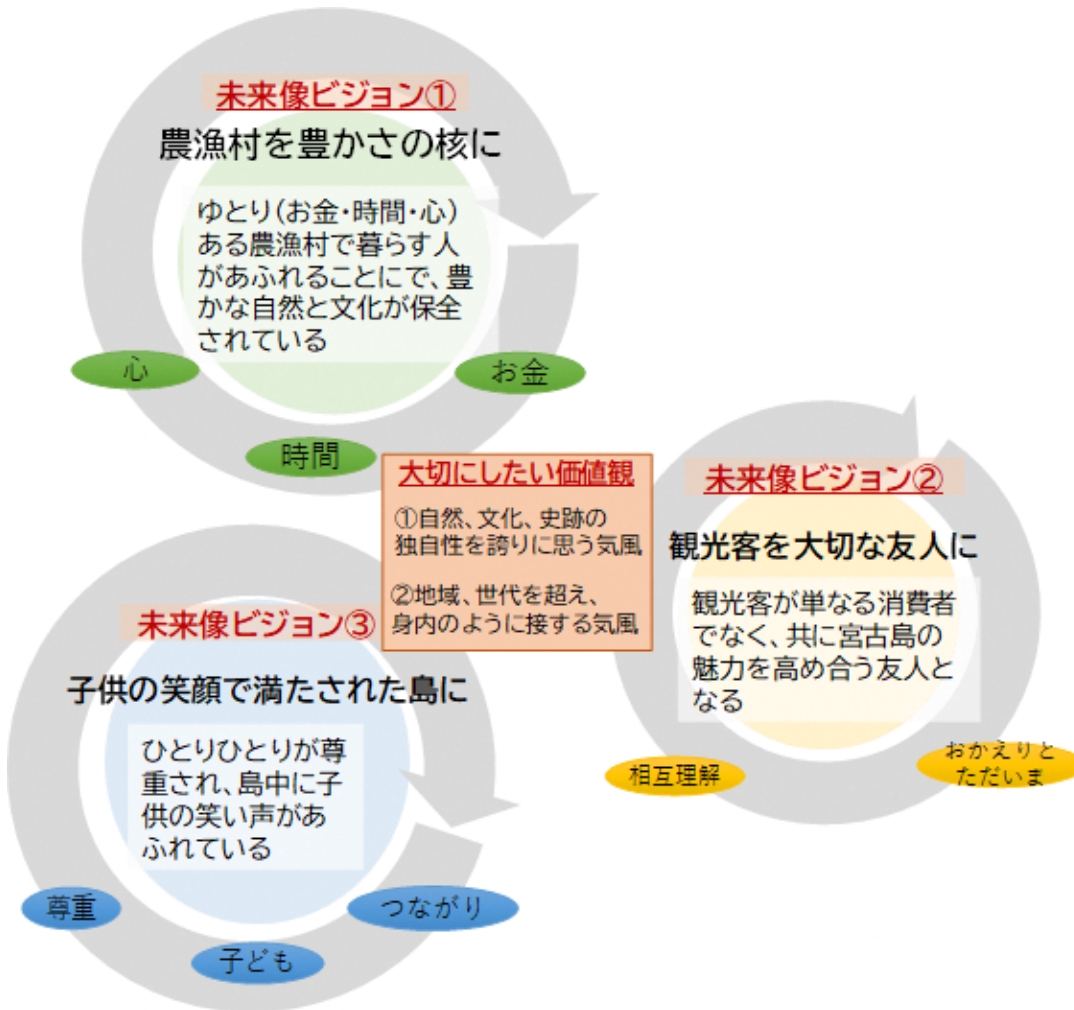 未来像ビジョン①
農漁村を豊かさの核に
ゆとり(お金・時間・心)
ある農漁村で暮らす人
があふれることにで、豊
かな自然と文化が保全
されている
心
お金
時間
大切にしたい価値観
①自然、文化、史跡の
独自性を誇りに思う気風
②地域、世代を超え、
身内のように接する気風
未来像ビジョン②
観光客を大切な友人に
観光客が単なる消費者
でなく、共に宮古島の
魅力を高め合う友人と
なる
相互理解
おかえりと
ただいま
未来像ビジョン③
子供の笑顔で満たされた島に
ひとりひとりが尊
重され、島中に子
供の笑い声があ
ふれている
尊重
つながり
子ども